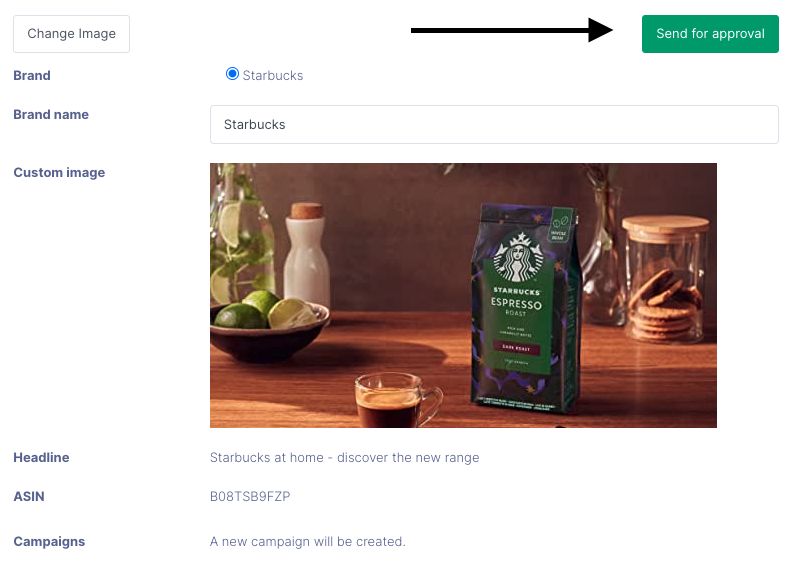 Change Image
Send for approval
Brand
Starbucks
Brand name
Starbucks
Custom image
STARBUCKS
ESPRESSO
ROAST
DARK ROAST
Headline
Starbucks at home - discover the new range
ASIN
B08TSB9FZP
Campaigns
A new campaign will be created.